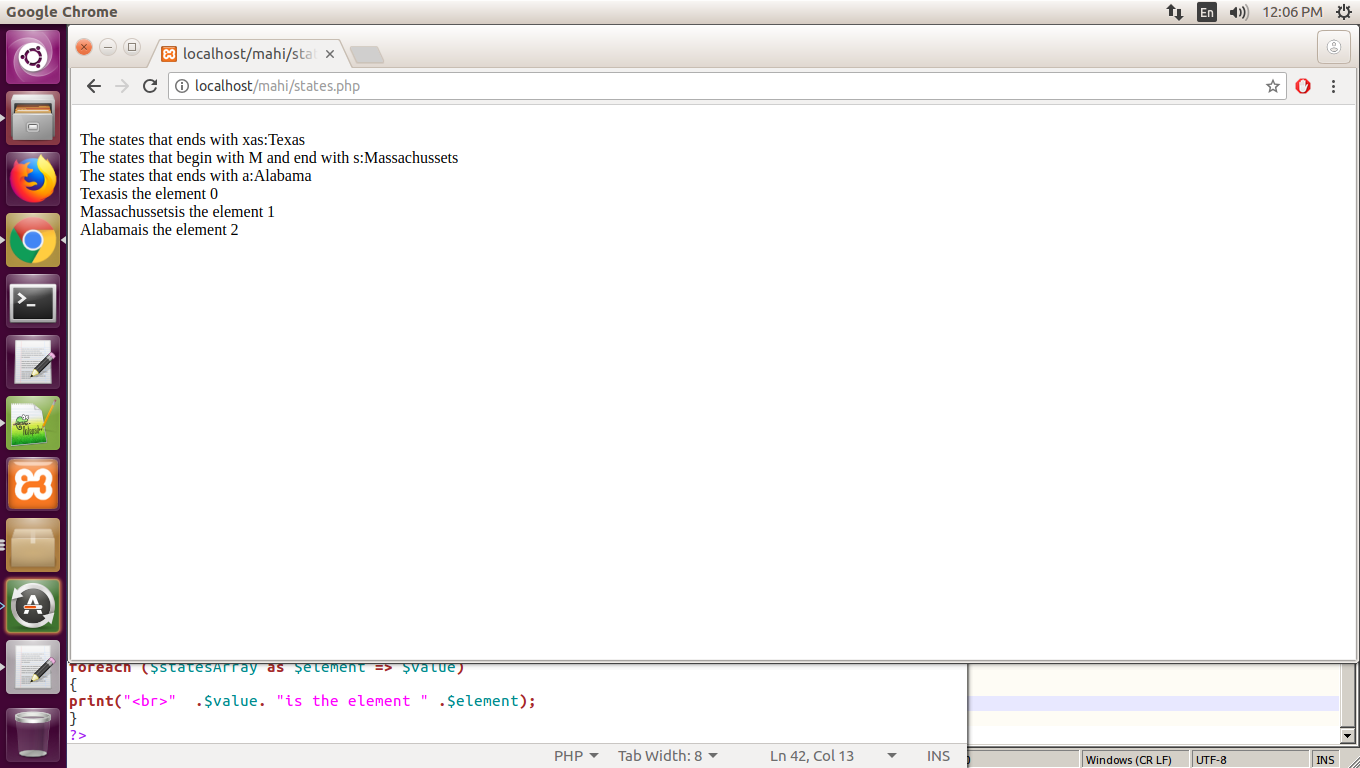 Google Chrome
En
12:06 PM
localhost/mahi/sta
localhost/mahi/states.php
The states that ends with xas:Texas
The states that begin with M and end with s:Massachussets
The states that ends with a:Alabama
Texasis the element 0
Massachussetsis the element 1
Alabamais the element 2
foreach ($statesArray as $element => $value)
{
print("<br>"  .$value. "is the element " .$element);
}
?>
PHP Tab Width: 8 Ln 42, Col 13 INS
Windows (CR LF) UTF-8 INS